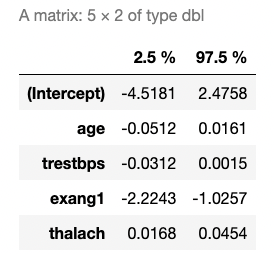 A matrix: 5 × 2 of type dbl
2.5 % 97.5 %
(Intercept) -4.5181 2.4758
age -0.0512 0.0161
trestbps -0.0312 0.0015
exang1 -2.2243 -1.0257
thalach 0.0168 0.0454